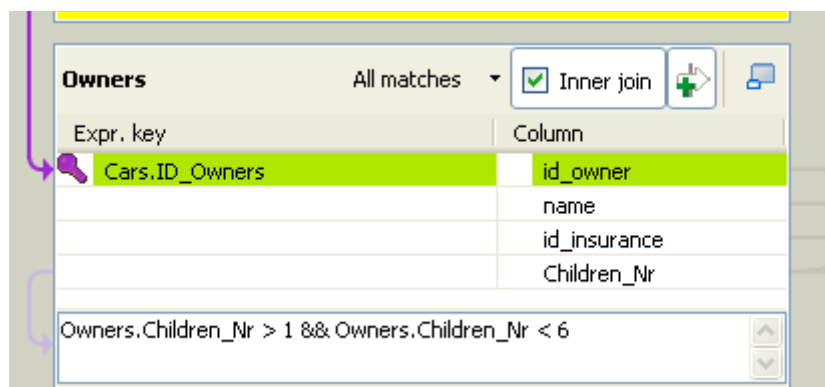 Owners All matches Inner join
Expr. key Column
Cars.ID_Owners id_owner
name
id_insurance
Children_Nr
Owners.Children_Nr > 1 && Owners.Children_Nr < 6